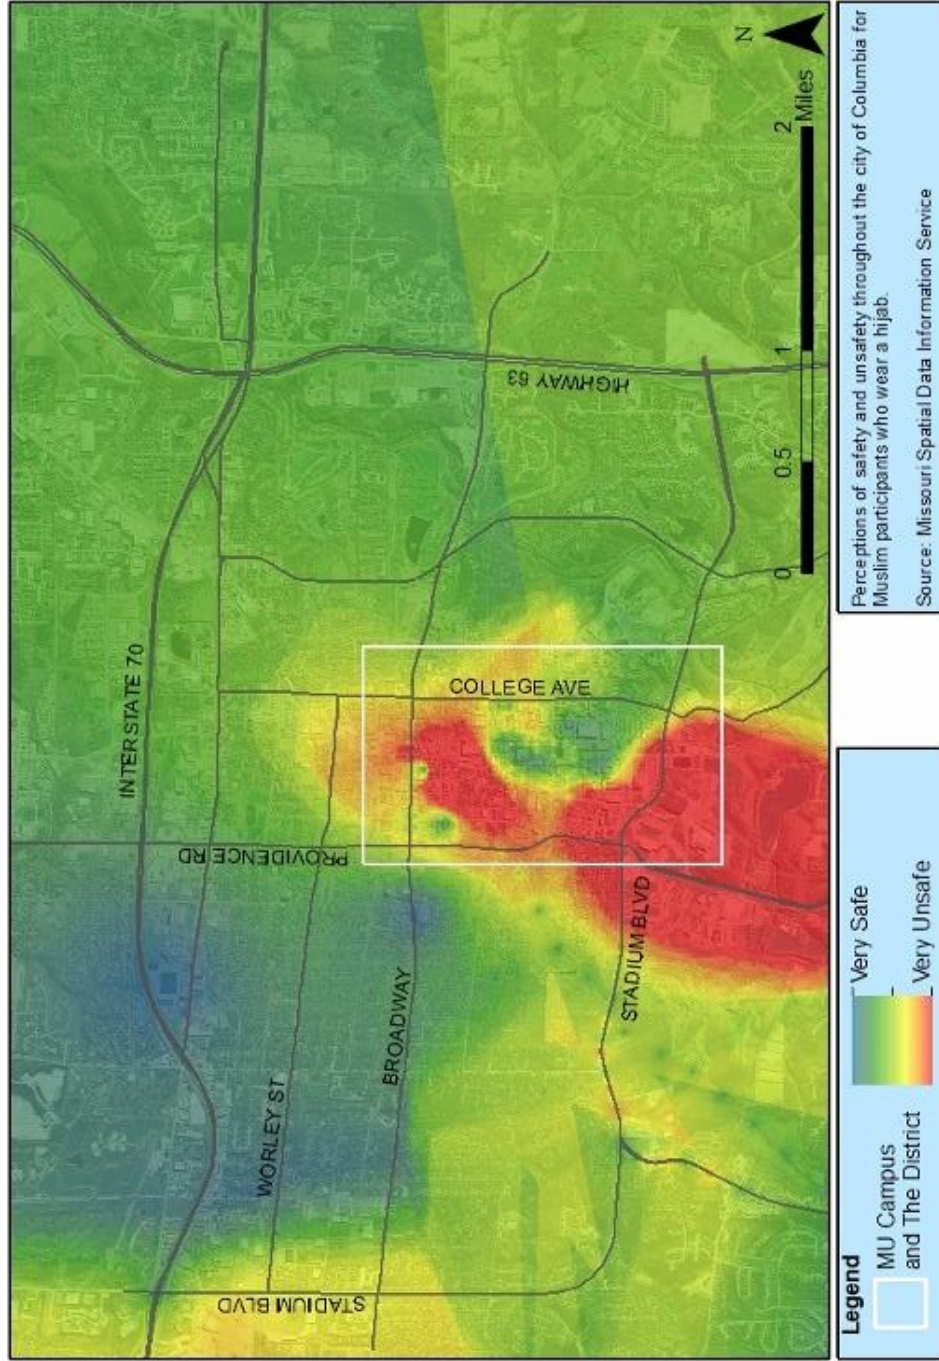 INTERSTATE 70
PROVIDENCE RD
WORLEY ST
BROADWAY
COLLEGE AVE
HIGHWAY 63
STADIUM BLVD
STADIUM BLVD
N
0 0.5 1 2
Miles
Legend
MU Campus
and The District
Very Safe
Very Unsafe
Perceptions of safety and unsafety throughout the city of Columbia for
Muslim participants who wear a hijab.
Source: Missouri Spatial Data Information Service